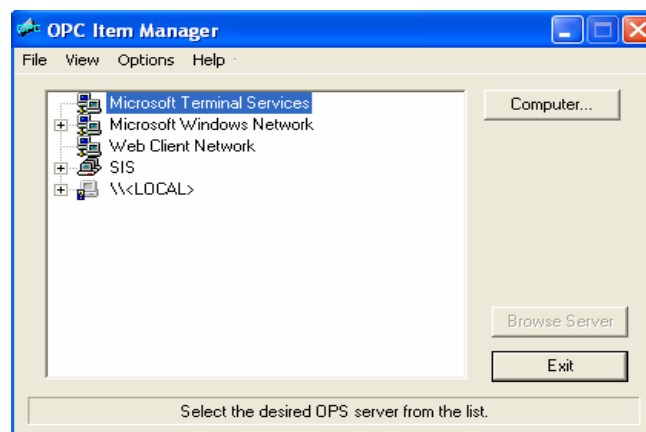 OPC Item Manager
File View Options Help
Microsoft Terminal Services
Computer...
Microsoft Windows Network
Web Client Network
SIS
\\<LOCAL>
Browse Server
Exit
Select the desired OPS server from the list.